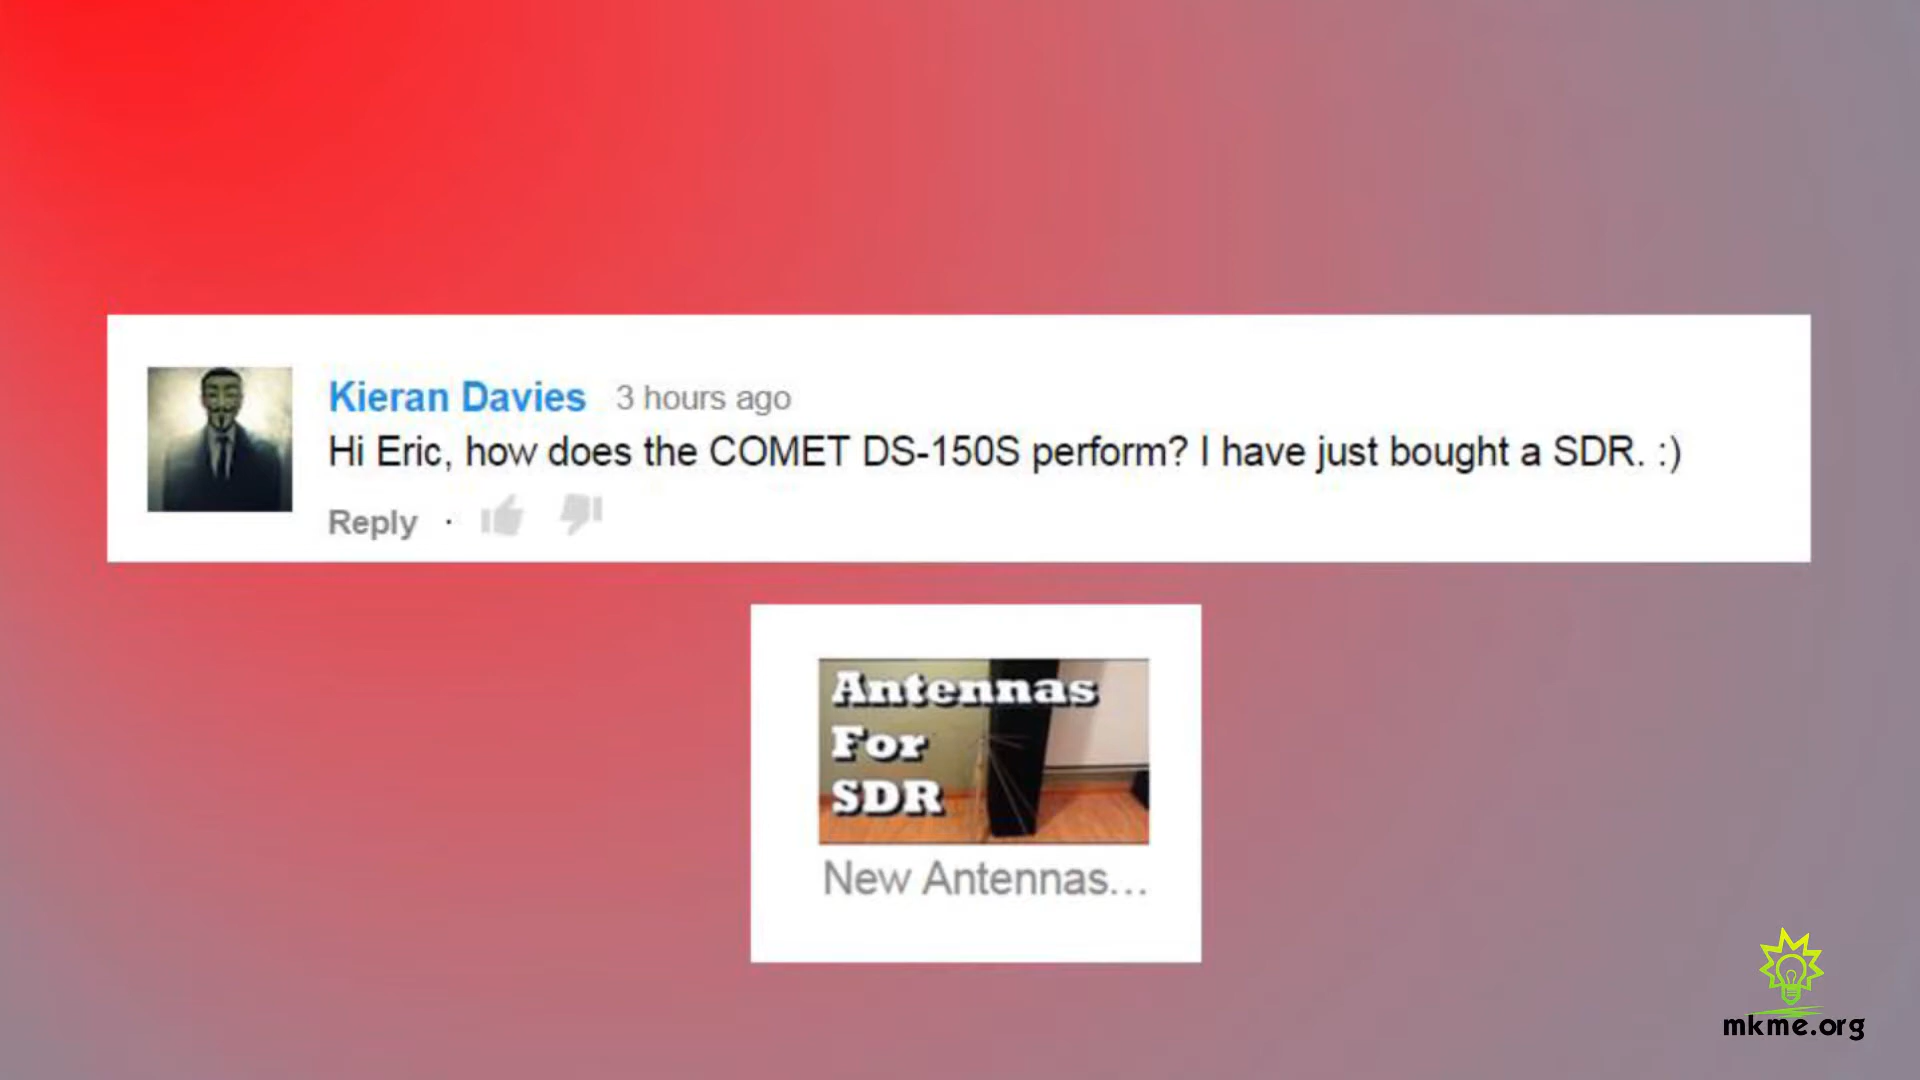 Kieran Davies 3 hours ago
Hi Eric, how does the COMET DS-150S perform? I have just bought a SDR. :)
Reply ·
Antennas
For
SDR
New Antennas...
mkme.org